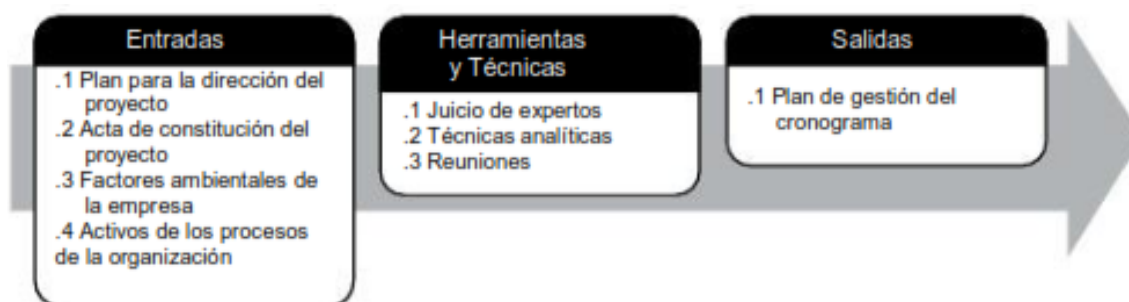 Entradas
.1 Plan para la dirección del
proyecto
.2 Acta de constitución del
proyecto
.3 Factores ambientales de
la empresa
.4 Activos de los procesos
de la organización
Herramientas
y Técnicas
.1 Juicio de expertos
.2 Técnicas analíticas
.3 Reuniones
Salidas
.1 Plan de gestión del
cronograma